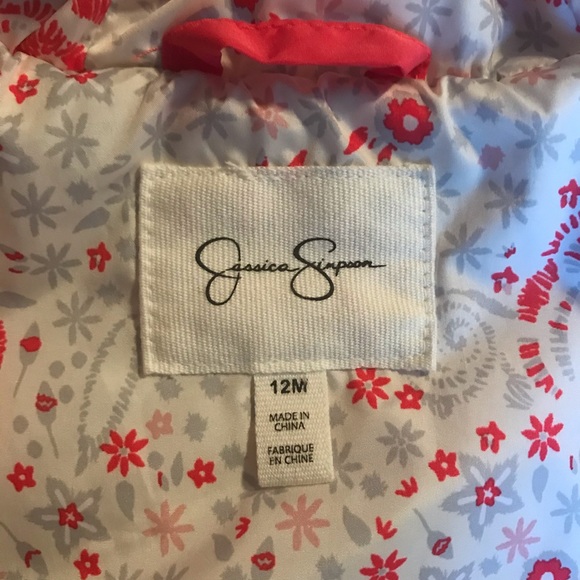 Jessica Simpson
12M
MADE IN
CHINA
FABRIQUE
EN CHINE